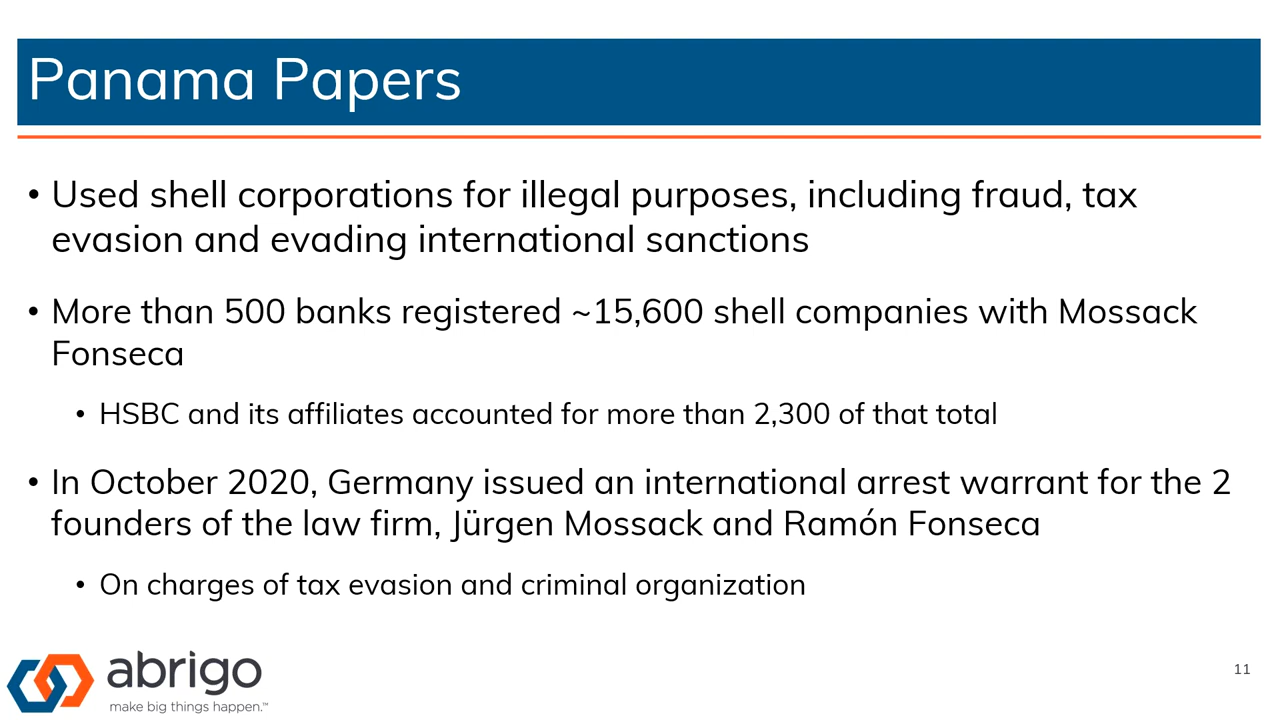 Panama Papers
• Used shell corporations for illegal purposes, including fraud, tax
evasion and evading international sanctions
• More than 500 banks registered ~15,600 shell companies with Mossack
Fonseca
• HSBC and its affiliates accounted for more than 2,300 of that total
• In October 2020, Germany issued an international arrest warrant for the 2
founders of the law firm, Jürgen Mossack and Ramón Fonseca
• On charges of tax evasion and criminal organization
abrigo
make big things happen.™
11